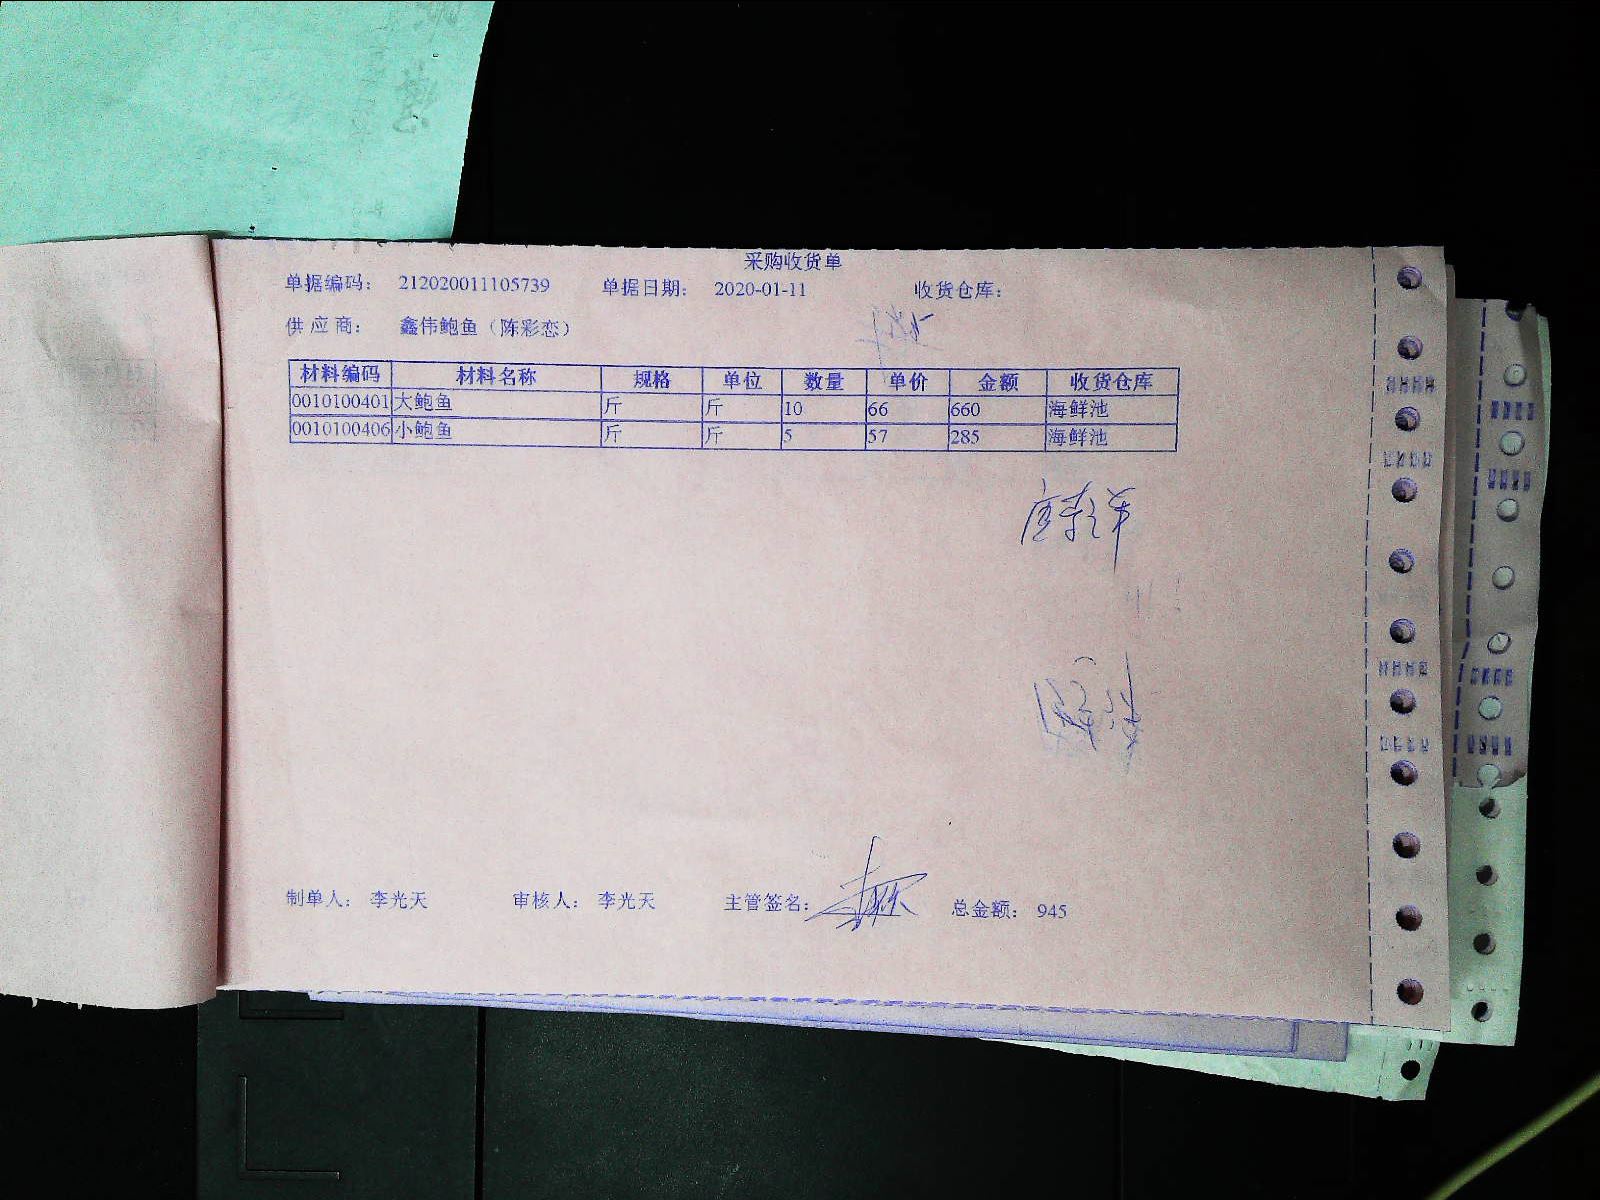 采购收货单
单据编码： 212020011105739 单据日期： 2020-01-11 收货仓库：
供应商： 鑫伟鲍鱼（陈彩恋）
材料编码 材料名称 规格 单位 数量 单价 金额 收货仓库
0010100401 大鲍鱼 斤 斤 10 66 660 海鲜池
0010100406 小鲍鱼 斤 斤 5 57 285 海鲜池
制单人： 李光天 审核人： 李光天 主管签名： 总金额： 945